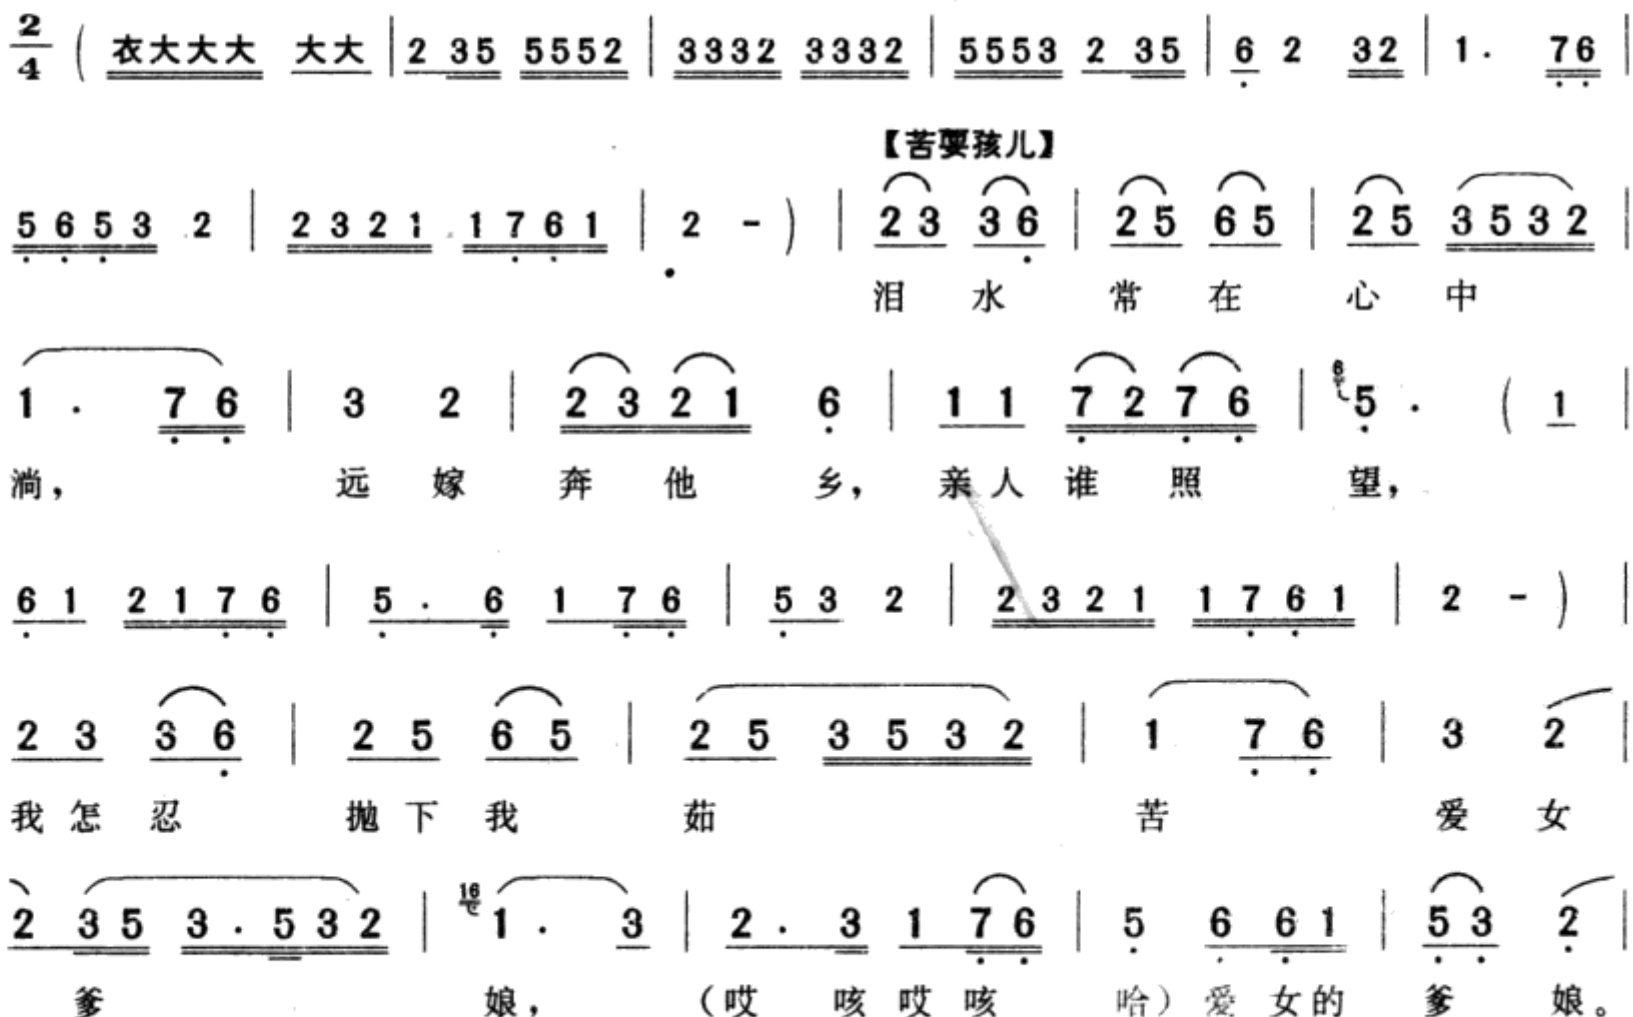 2/4 ( 衣大大大 大大 | 2 35 5552 | 3332 3332 | 5553 2 35 | 6 2 32 | 1 . 76 |
【苦耍孩儿】
5653 2 | 2321 1761 | 2 - ) | 23 36 | 25 65 | 25 3532 |
泪 水 常 在 心 中
1 . 76 | 3 2 | 2321 6 | 11 7276 | 6 5 . ( 1 |
淌， 远 嫁 奔 他 乡， 亲 人 谁 照 望，
61 2176 | 5 . 6 1 76 | 53 2 | 2321 1761 | 2 - ) |
23 36 | 25 65 | 25 3532 | 1 76 | 3 2 |
我 怎 忍 抛 下 我 茹 苦 爱 女
2 35 3 . 532 | 16 1 . 3 | 2 . 3 1 76 | 5 6 61 | 53 2 |
爹 娘，（哎 咳 哎 咳 哈）爱 女 的 爹 娘。